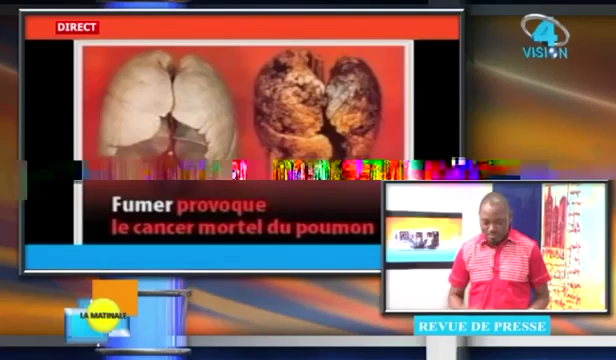 DIRECT
4
VISION
Fumer provoque
le cancer mortel du poumon
LA MATINALE
REVUE DE PRESSE